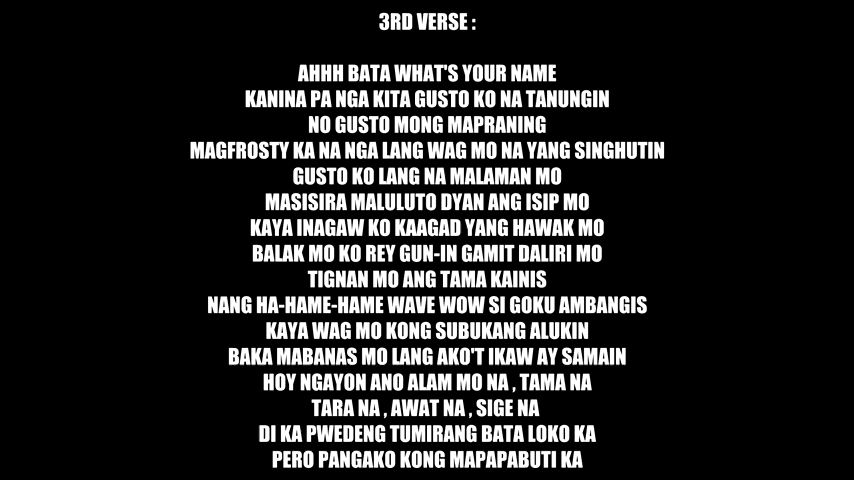 3RD VERSE :
AHHH BATA WHAT'S YOUR NAME
KANINA PA NGA KITA GUSTO KO NA TANUNGIN
NO GUSTO MONG MAPRANING
MAGFROSTY KA NA NGA LANG WAG MO NA YANG SINGHUTIN
GUSTO KO LANG NA MALAMAN MO
MASISIRA MALULUTO DYAN ANG ISIP MO
KAYA INAGAW KO KAAGAD YANG HAWAK MO
BALAK MO KO REY GUN-IN GAMIT DALIRI MO
TIGNAN MO ANG TAMA KAINIS
NANG HA-HAME-HAME WAVE WOW SI GOKU AMBANGIS
KAYA WAG MO KONG SUBUKANG ALUKIN
BAKA MABANAS MO LANG AKO'T IKAW AY SAMAIN
HOY NGAYON ANO ALAM MO NA , TAMA NA
TARA NA , AWAT NA , SIGE NA
DI KA PWEDENG TUMIRANG BATA LOKO KA
PERO PANGAKO KONG MAPAPABUTI KA